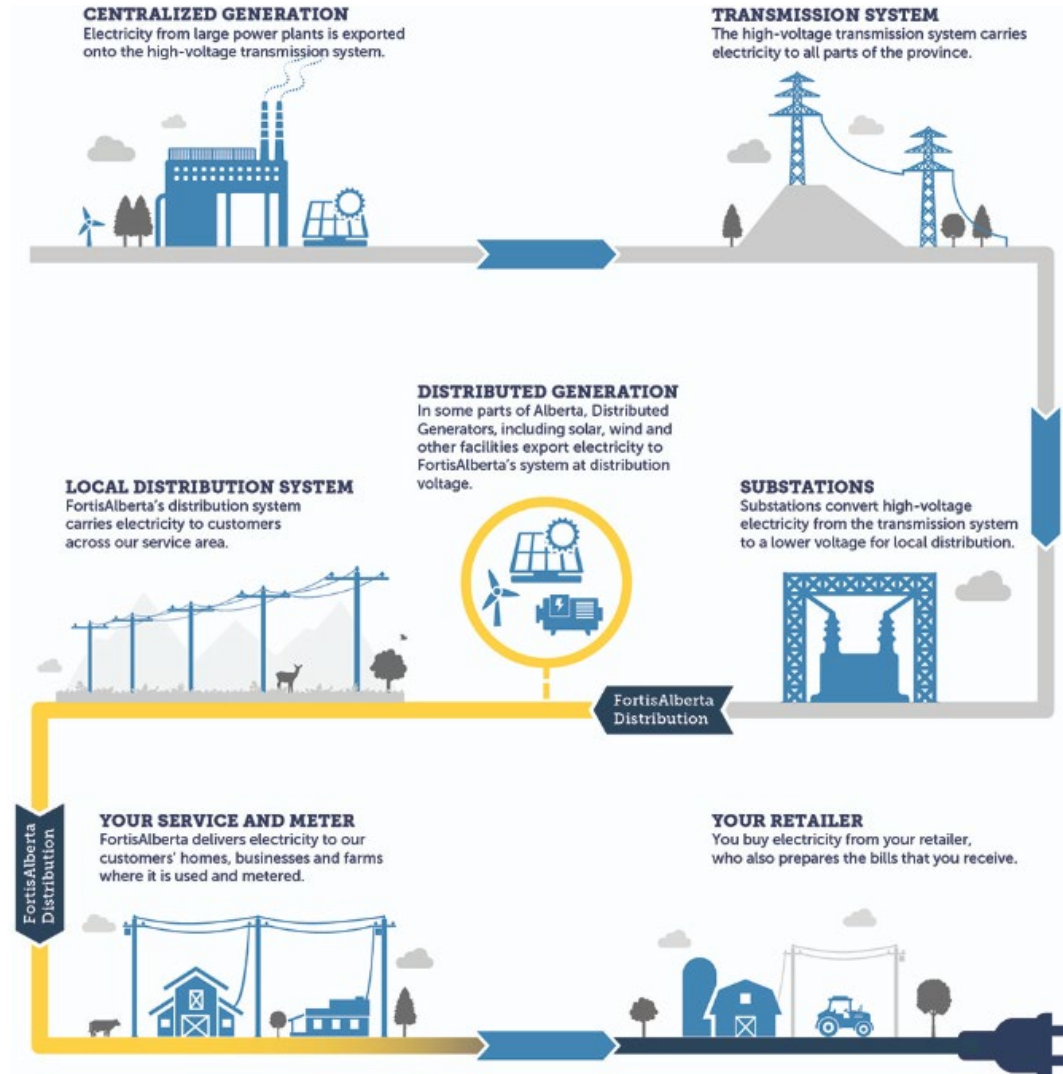 CENTRALIZED GENERATION
Electricity from large power plants is exported
onto the high-voltage transmission system.
TRANSMISSION SYSTEM
The high-voltage transmission system carries
electricity to all parts of the province.
DISTRIBUTED GENERATION
In some parts of Alberta, Distributed
Generators, including solar, wind and
other facilities export electricity to
FortisAlberta's system at distribution
voltage.
LOCAL DISTRIBUTION SYSTEM
FortisAlberta's distribution system
carries electricity to customers
across our service area.
SUBSTATIONS
Substations convert high-voltage
electricity from the transmission system
to a lower voltage for local distribution.
FortisAlberta
Distribution
FortisAlberta
Distribution
YOUR SERVICE AND METER
FortisAlberta delivers electricity to our
customers' homes, businesses and farms
where it is used and metered.
YOUR RETAILER
You buy electricity from your retailer,
who also prepares the bills that you receive.